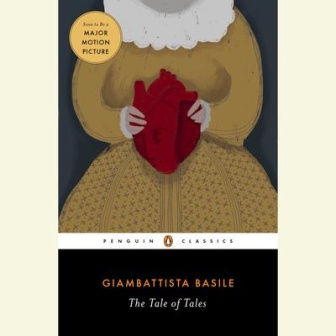 Soon to Be a
MAJOR
MOTION
PICTURE
PENGUIN CLASSICS
GIAMBATTISTA BASILE
The Tale of Tales